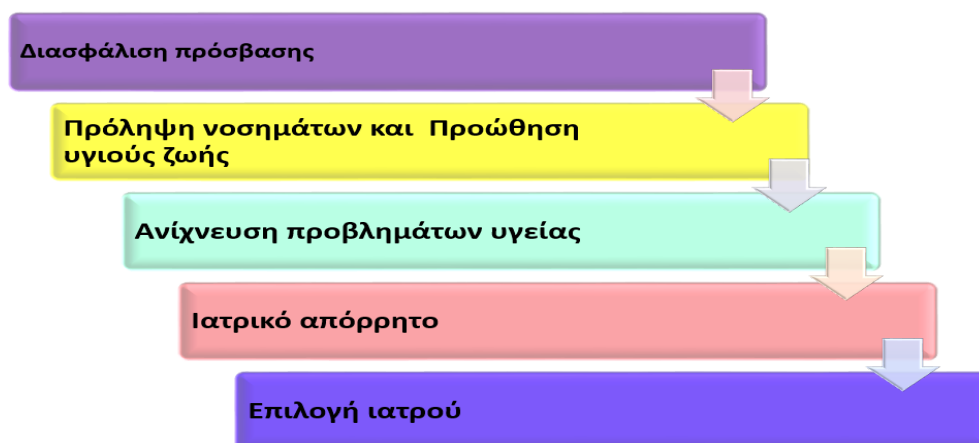 Διασφάλιση πρόσβασης
Πρόληψη νοσημάτων και  Προώθηση
υγιούς ζωής
Ανίχνευση προβλημάτων υγείας
Ιατρικό απόρρητο
Επιλογή ιατρού